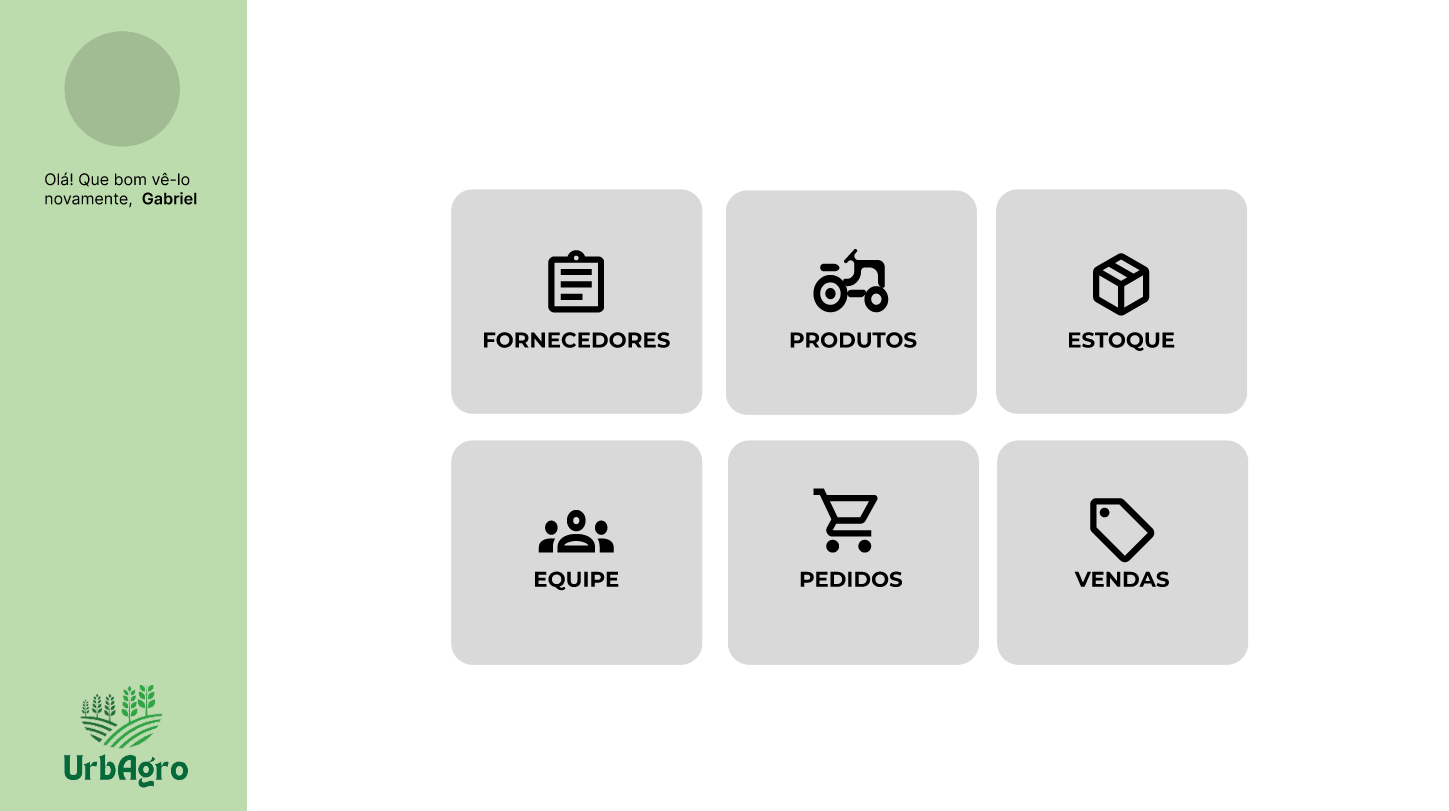 Olá! Que bom vê-lo
novamente, Gabriel
FORNECEDORES
PRODUTOS
ESTOQUE
EQUIPE
PEDIDOS
VENDAS
UrbAgro